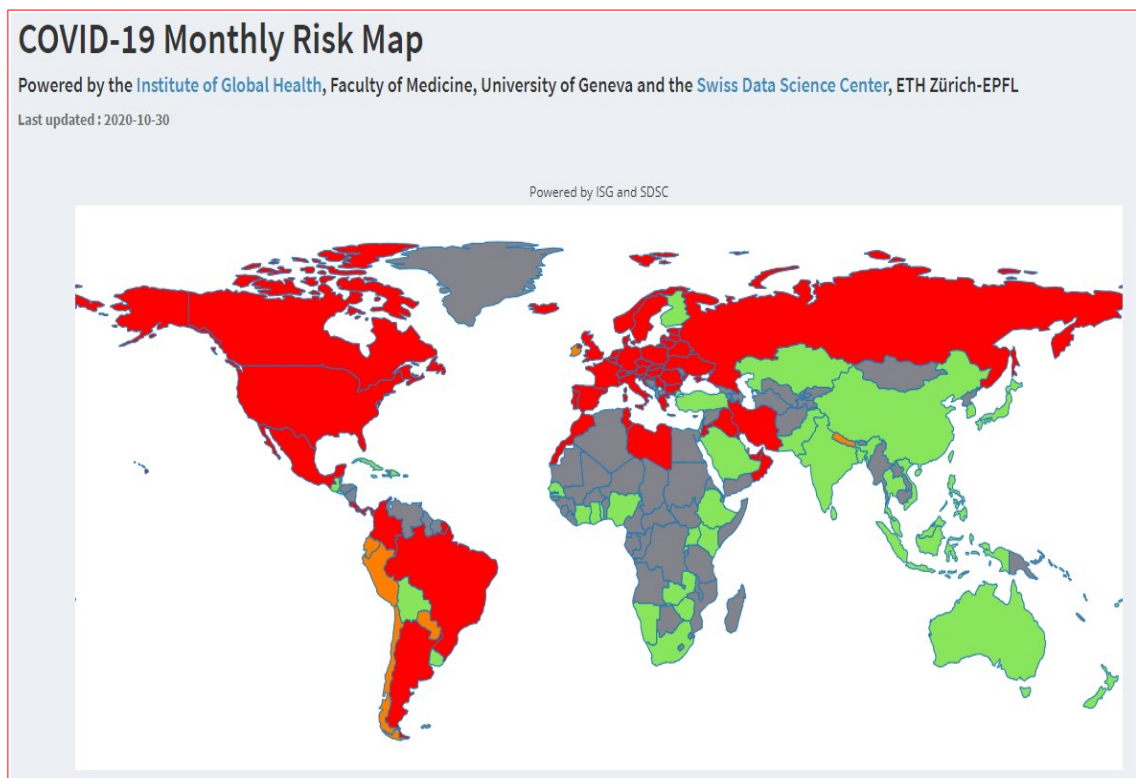 COVID-19 Monthly Risk Map
Powered by the Institute of Global Health, Faculty of Medicine, University of Geneva and the Swiss Data Science Center, ETH Zürich-EPFL
Last updated : 2020-10-30
Powered by ISG and SDSC